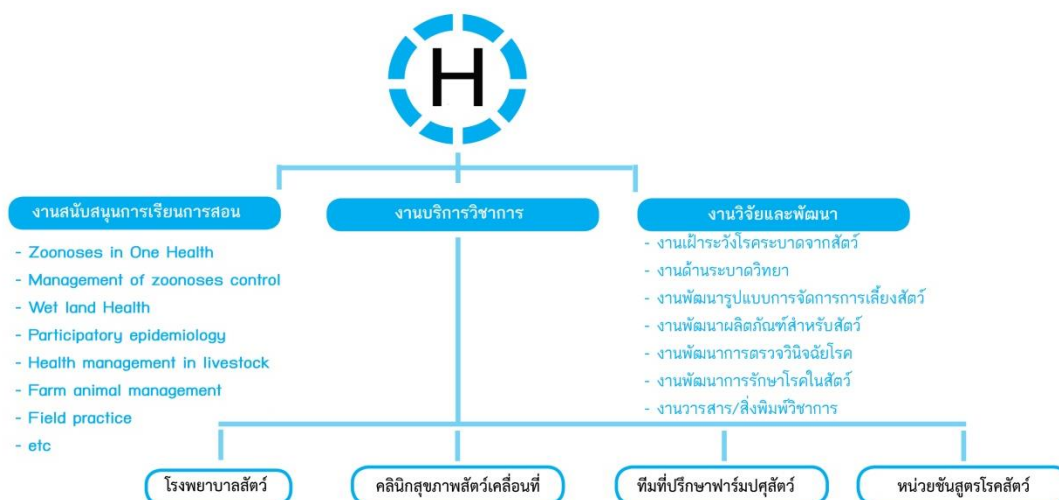 H
งานสนับสนุนการเรียนการสอน
- Zoonoses in One Health
- Management of zoonoses control
- Wet land Health
- Participatory epidemiology
- Health management in livestock
- Farm animal management
- Field practice
- etc
งานบริการวิชาการ
งานวิจัยและพัฒนา
- งานเฝ้าระวังโรคระบาดจากสัตว์
- งานด้านระบาดวิทยา
- งานพัฒนารูปแบบการจัดการการเลี้ยงสัตว์
- งานพัฒนาผลิตภัณฑ์สำหรับสัตว์
- งานพัฒนาการตรวจวินิจฉัยโรค
- งานพัฒนาการรักษาโรคในสัตว์
- งานวารสาร/สิ่งพิมพ์วิชาการ
โรงพยาบาลสัตว์
คลินิกสุขภาพสัตว์เคลื่อนที่
ทีมที่ปรึกษาฟาร์มปศุสัตว์
หน่วยชันสูตรโรคสัตว์